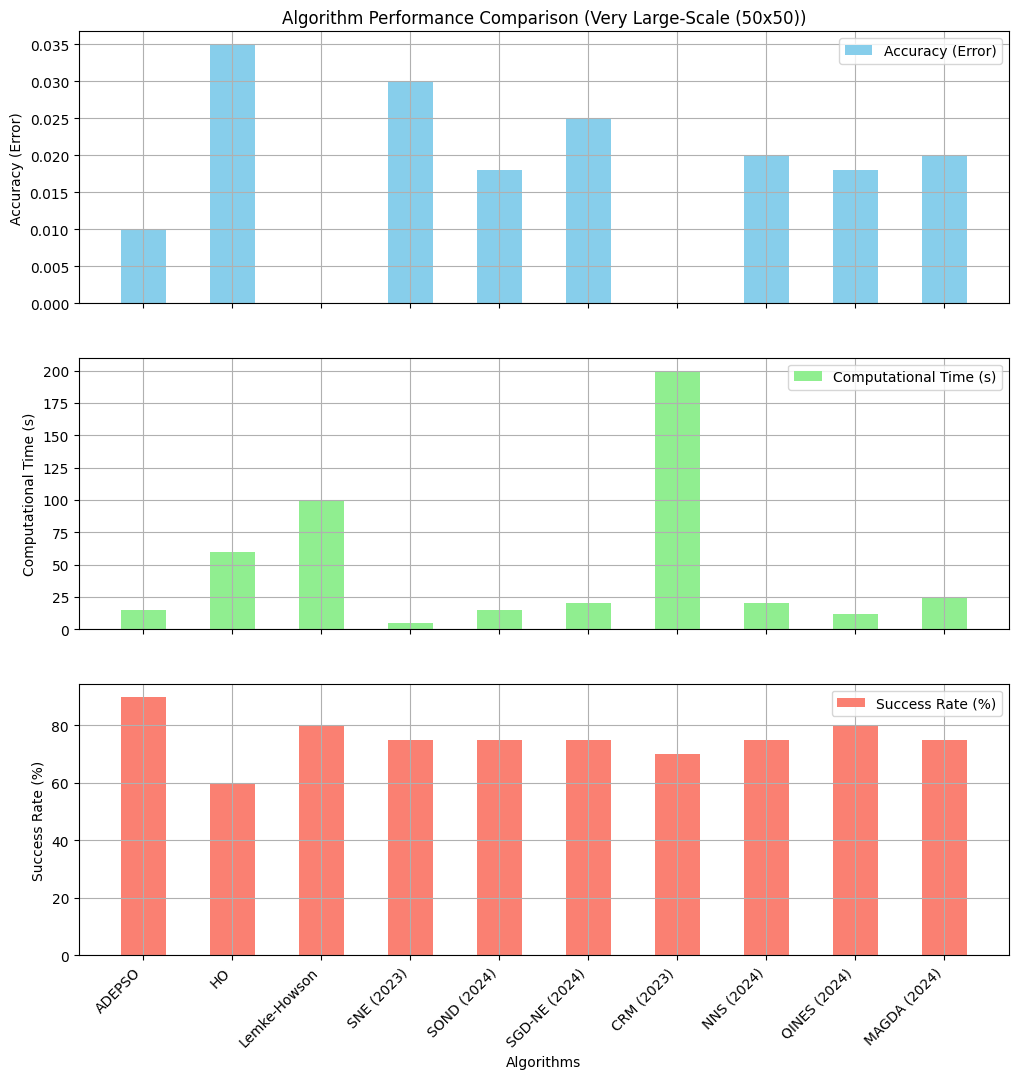 Algorithm Performance Comparison (Very Large-Scale (50x50))
Accuracy (Error)
Accuracy (Error)
0.035
0.030
0.025
0.020
0.015
0.010
0.005
0.000
Computational Time (s)
Computational Time (s)
200
175
150
125
100
75
50
25
0
Success Rate (%)
Success Rate (%)
80
60
40
20
0
ADEPSO
HO
Lemke-Howson
SNE (2023)
SOND (2024)
SGD-NE (2024)
CRM (2023)
NNS (2024)
QINES (2024)
MAGDA (2024)
Algorithms